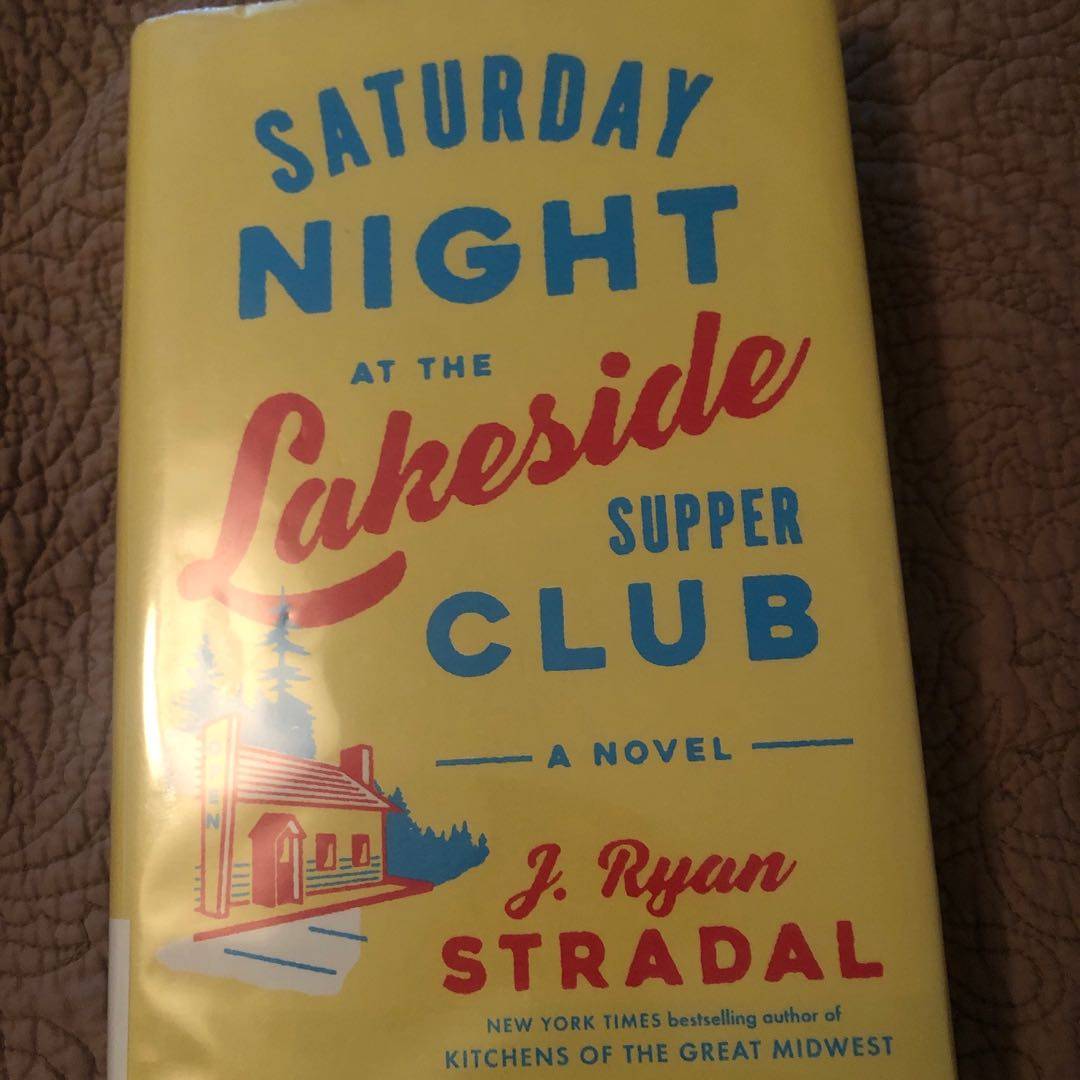 SATURDAY
NIGHT
AT THE
Lakeside
SUPPER
CLUB
A NOVEL
OPEN
J. Ryan
STRADAL
NEW YORK TIMES bestselling author of
KITCHENS OF THE GREAT MIDWEST